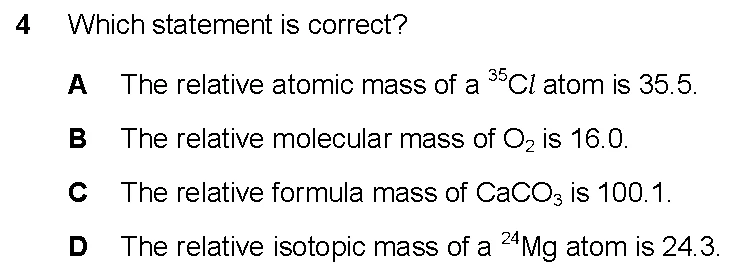 4 Which statement is correct?
A The relative atomic mass of a ³⁵Cl atom is 35.5.
B The relative molecular mass of O₂ is 16.0.
C The relative formula mass of CaCO₃ is 100.1.
D The relative isotopic mass of a ²⁴Mg atom is 24.3.